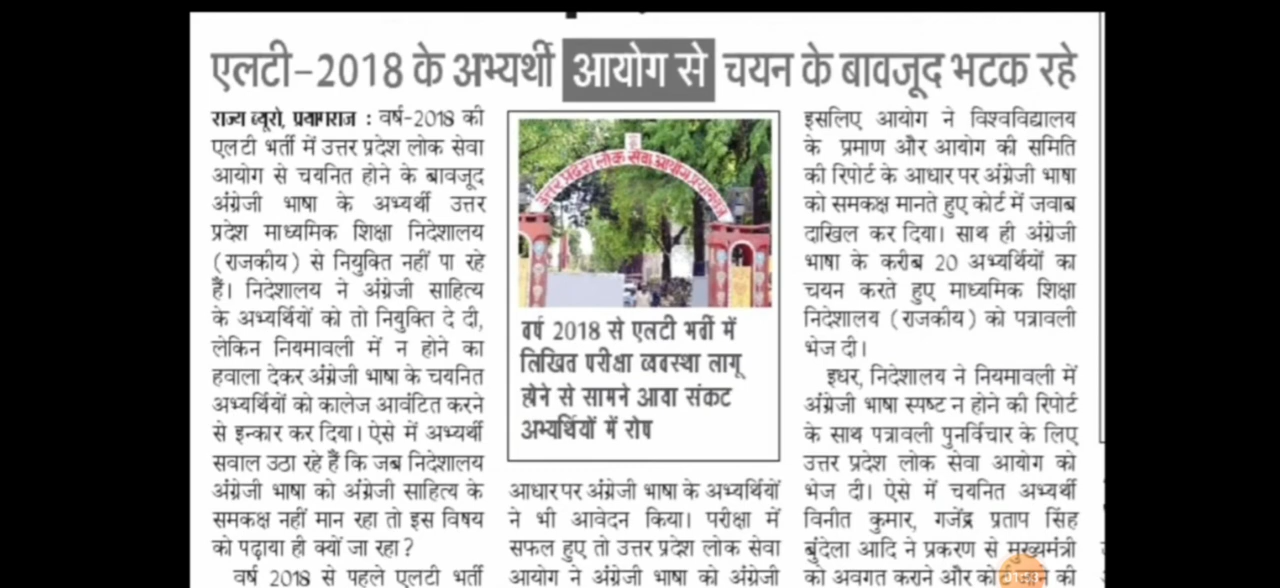 एलटी-2018 के अभ्यर्थी आयोग से चयन के बावजूद भटक रहे
राज्य ब्यूरो, प्रयागराज : वर्ष-2018 की
एलटी भर्ती में उत्तर प्रदेश लोक सेवा
आयोग से चयनित होने के बावजूद
अंग्रेजी भाषा के अभ्यर्थी उत्तर
प्रदेश माध्यमिक शिक्षा निदेशालय
(राजकीय) से नियुक्ति नहीं पा रहे
हैं। निदेशालय ने अंग्रेजी साहित्य
के अभ्यर्थियों को तो नियुक्ति दे दी,
लेकिन नियमावली में न होने का
हवाला देकर अंग्रेजी भाषा के चयनित
अभ्यर्थियों को कालेज आवंटित करने
से इन्कार कर दिया। ऐसे में अभ्यर्थी
सवाल उठा रहे हैं कि जब निदेशालय
अंग्रेजी भाषा को अंग्रेजी साहित्य के
समकक्ष नहीं मान रहा तो इस विषय
को पढ़ाया ही क्यों जा रहा?
वर्ष 2018 से पहले एलटी भर्ती
उत्तर प्रदेश लोक सेवा आयोग प्रयागराज
वर्ष 2018 से एलटी भर्ती में
लिखित परीक्षा व्यवस्था लागू
होने से सामने आया संकट
अभ्यर्थियों में रोष
आधार पर अंग्रेजी भाषा के अभ्यर्थियों
ने भी आवेदन किया। परीक्षा में
सफल हुए तो उत्तर प्रदेश लोक सेवा
आयोग ने अंग्रेजी भाषा को अंग्रेजी
इसलिए आयोग ने विश्वविद्यालय
के प्रमाण और आयोग की समिति
की रिपोर्ट के आधार पर अंग्रेजी भाषा
को समकक्ष मानते हुए कोर्ट में जवाब
दाखिल कर दिया। साथ ही अंग्रेजी
भाषा के करीब 20 अभ्यर्थियों का
चयन करते हुए माध्यमिक शिक्षा
निदेशालय (राजकीय) को पत्रावली
भेज दी।
इधर, निदेशालय ने नियमावली में
अंग्रेजी भाषा स्पष्ट न होने की रिपोर्ट
के साथ पत्रावली पुनर्विचार के लिए
उत्तर प्रदेश लोक सेवा आयोग को
भेज दी। ऐसे में चयनित अभ्यर्थी
विनीत कुमार, गजेंद्र प्रताप सिंह
बुंदेला आदि ने प्रकरण से मुख्यमंत्री
को अवगत कराने और की